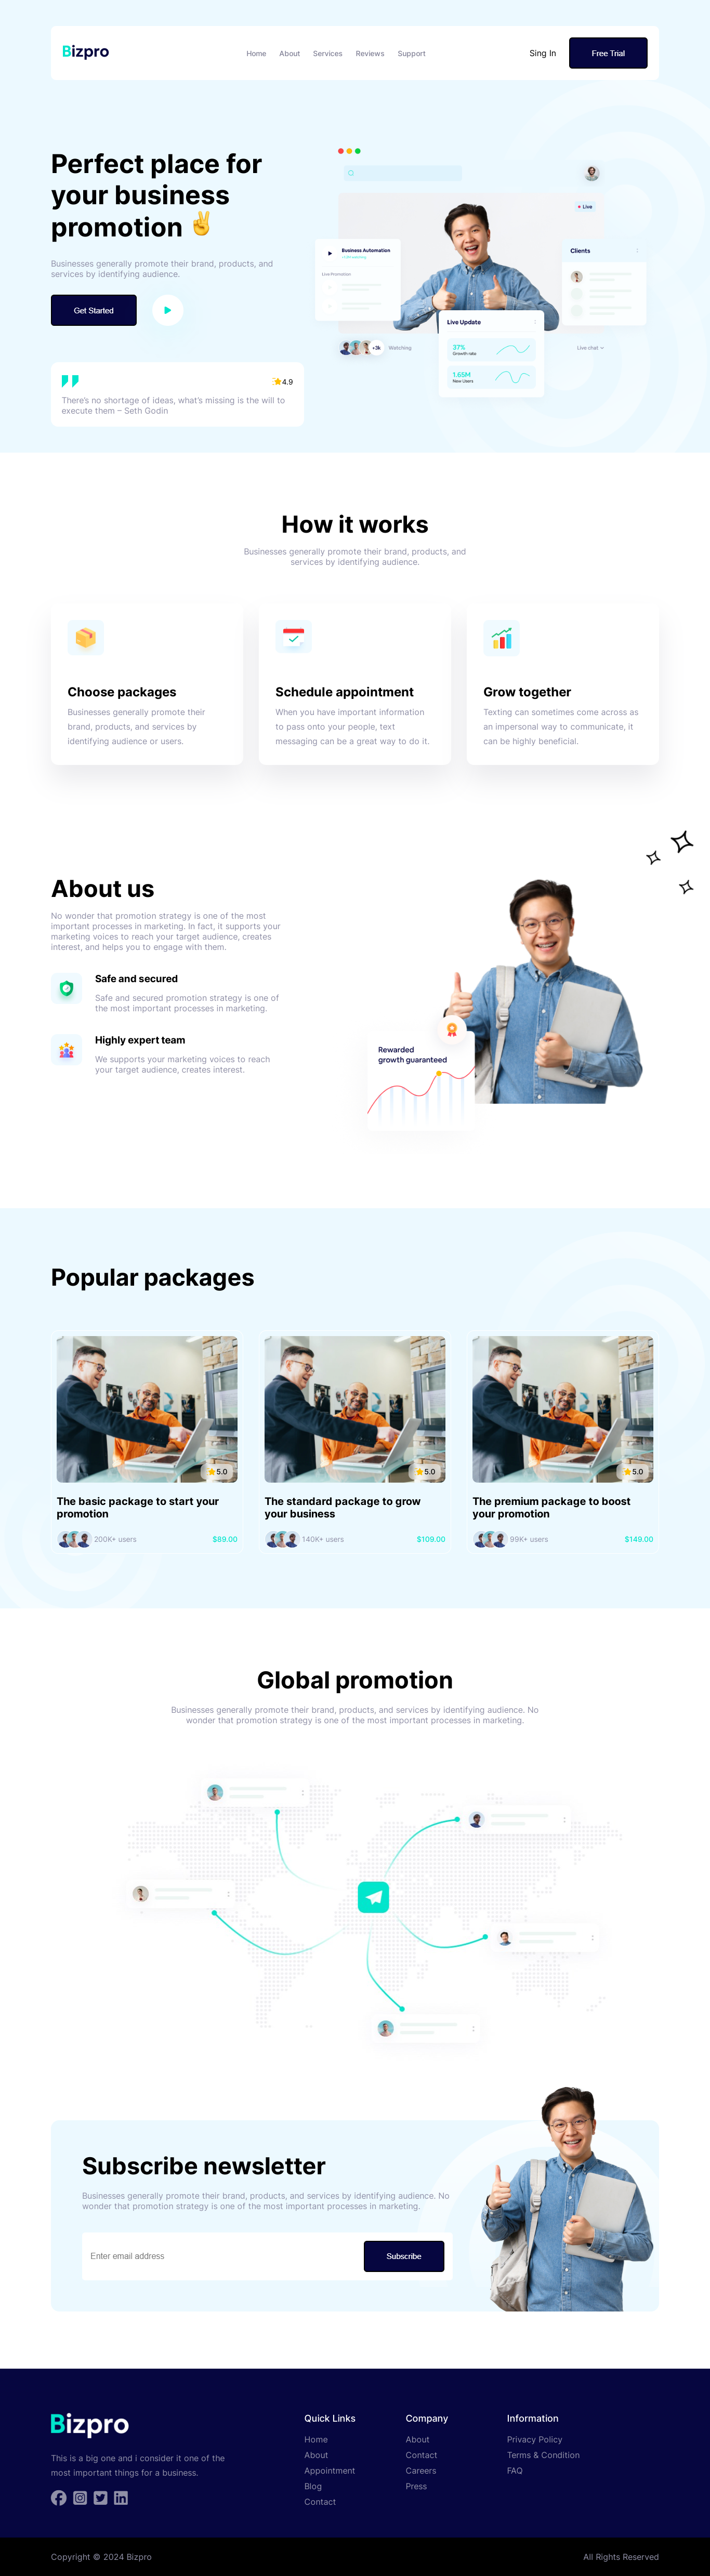 Bizpro
Home About Services Reviews Support
Sing In
Free Trial
Perfect place for
your business
promotion ✌
Businesses generally promote their brand, products, and
services by identifying audience.
Get Started
4.9
There's no shortage of ideas, what's missing is the will to
execute them – Seth Godin
Live
Business Automation
Live Promotion
Clients
Live Update
37%
Growth rate
1.65M
New Users
+3k
Watching
Live chat
How it works
Businesses generally promote their brand, products, and
services by identifying audience.
Choose packages
Businesses generally promote their
brand, products, and services by
identifying audience or users.
Schedule appointment
When you have important information
to pass onto your people, text
messaging can be a great way to do it.
Grow together
Texting can sometimes come across as
an impersonal way to communicate, it
can be highly beneficial.
About us
No wonder that promotion strategy is one of the most
important processes in marketing. In fact, it supports your
marketing voices to reach your target audience, creates
interest, and helps you to engage with them.
Safe and secured
Safe and secured promotion strategy is one of
the most important processes in marketing.
Highly expert team
We supports your marketing voices to reach
your target audience, creates interest.
Rewarded
growth guaranteed
Popular packages
5.0
The basic package to start your
promotion
200K+ users
$89.00
5.0
The standard package to grow
your business
140K+ users
$109.00
5.0
The premium package to boost
your promotion
99K+ users
$149.00
Global promotion
Businesses generally promote their brand, products, and services by identifying audience. No
wonder that promotion strategy is one of the most important processes in marketing.
Subscribe newsletter
Businesses generally promote their brand, products, and services by identifying audience. No
wonder that promotion strategy is one of the most important processes in marketing.
Enter email address
Subscribe
Bizpro
This is a big one and i consider it one of the
most important things for a business.
Quick Links
Home
About
Appointment
Blog
Contact
Company
About
Contact
Careers
Press
Information
Privacy Policy
Terms & Condition
FAQ
Copyright © 2024 Bizpro
All Rights Reserved